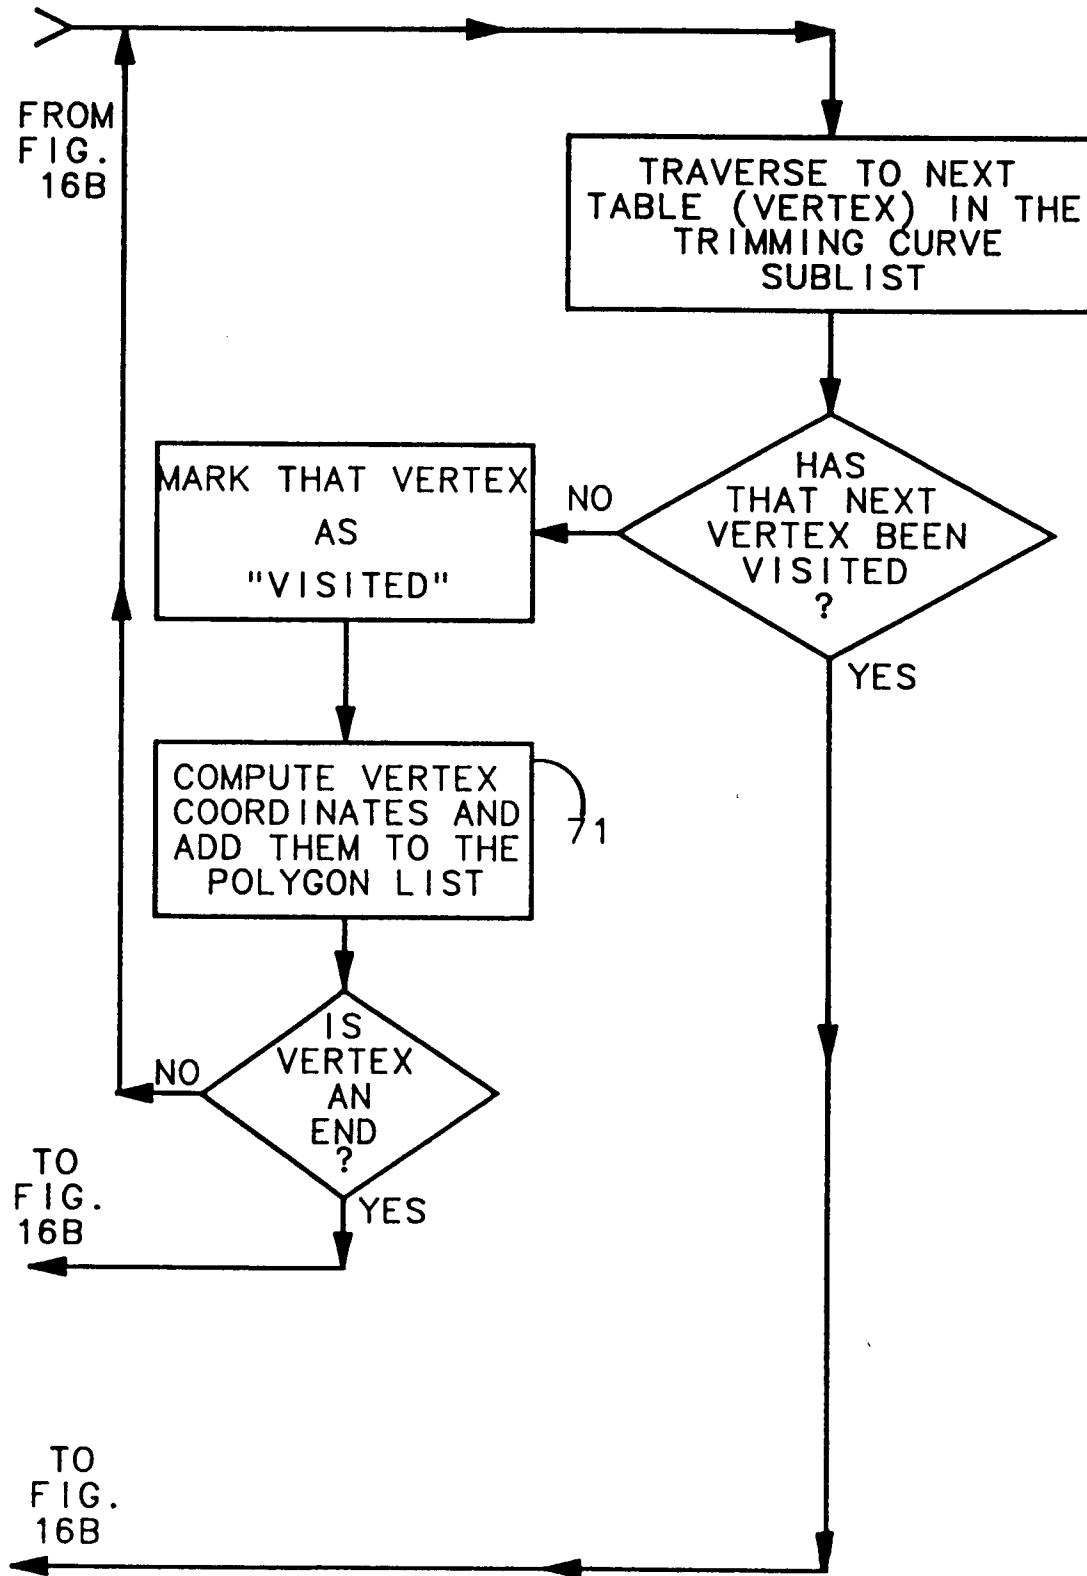 FROM
FIG.
16B
TRAVERSE TO NEXT
TABLE (VERTEX) IN THE
TRIMMING CURVE
SUBLIST
HAS
THAT NEXT
VERTEX BEEN
VISITED
?
NO
YES
MARK THAT VERTEX
AS
"VISITED"
COMPUTE VERTEX
COORDINATES AND
ADD THEM TO THE
POLYGON LIST
71
IS
VERTEX
AN
END
?
NO
YES
TO
FIG.
16B
TO
FIG.
16B